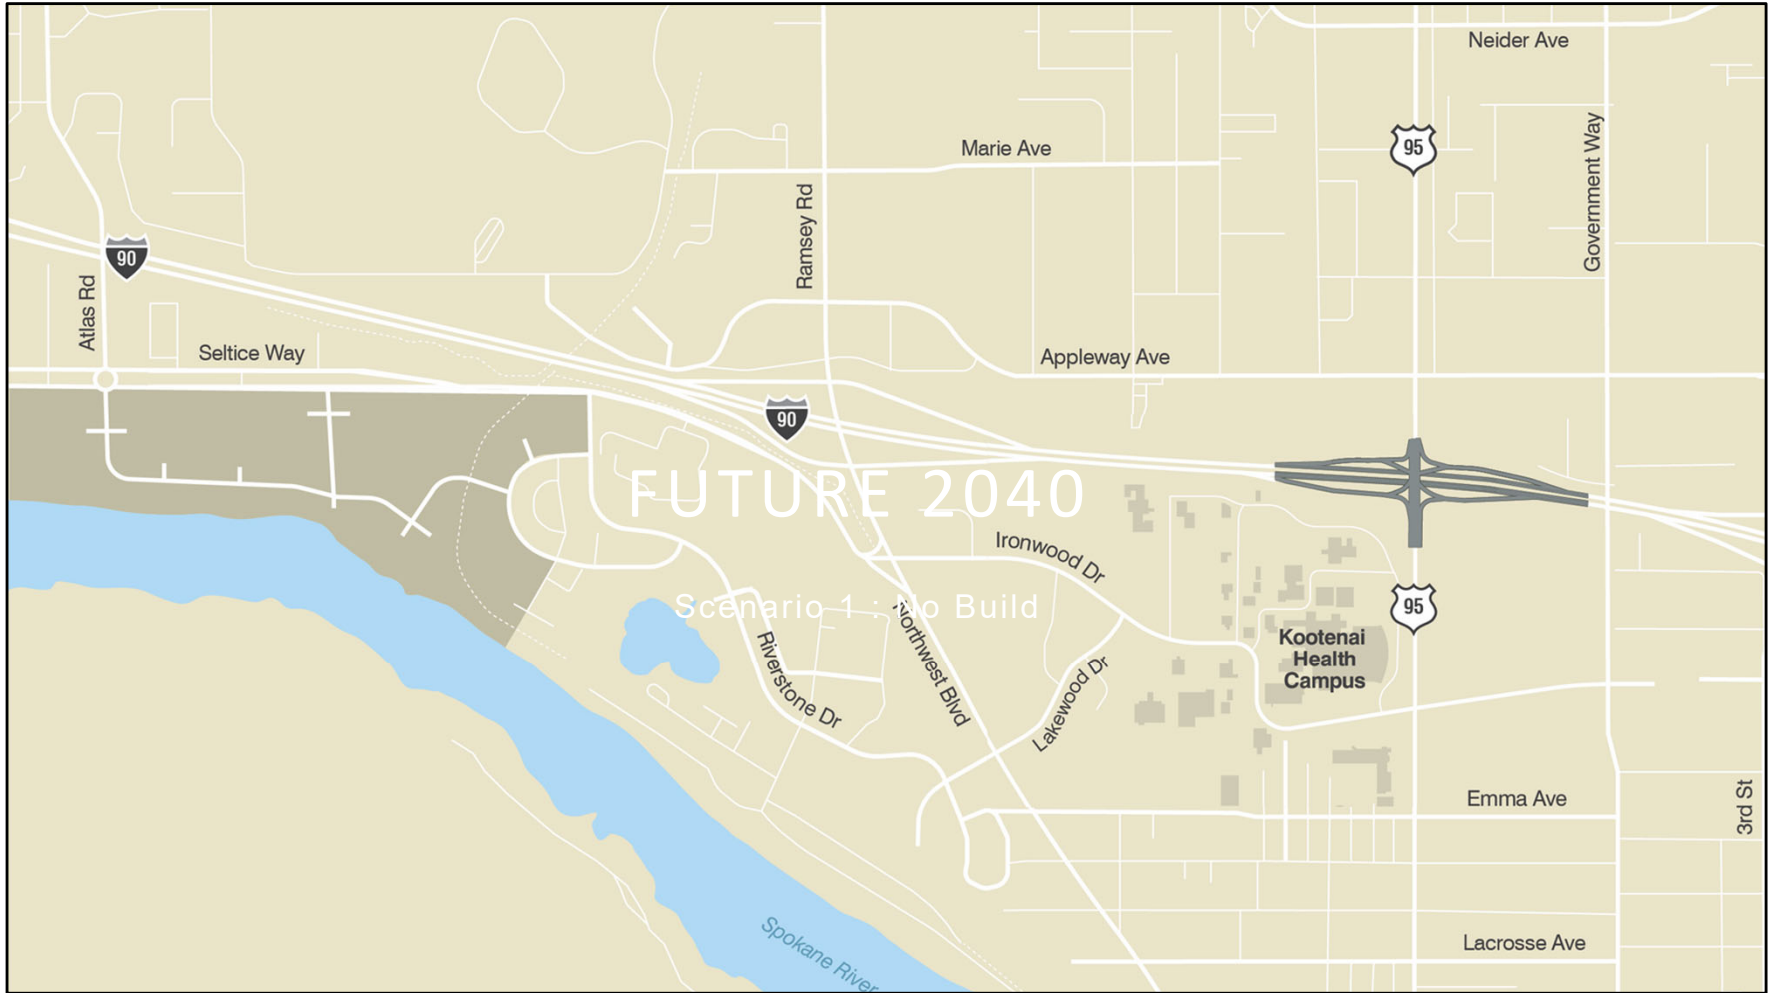 Neider Ave
95
Marie Ave
Government Way
Ramsey Rd
90
Atlas Rd
Seltice Way
Appleway Ave
90
FUTURE 2040
Ironwood Dr
Scenario 1 : No Build
95
Northwest Blvd
Kootenai
Health
Campus
Riverstone Dr
Lakewood Dr
Emma Ave
3rd St
Spokane River
Lacrosse Ave